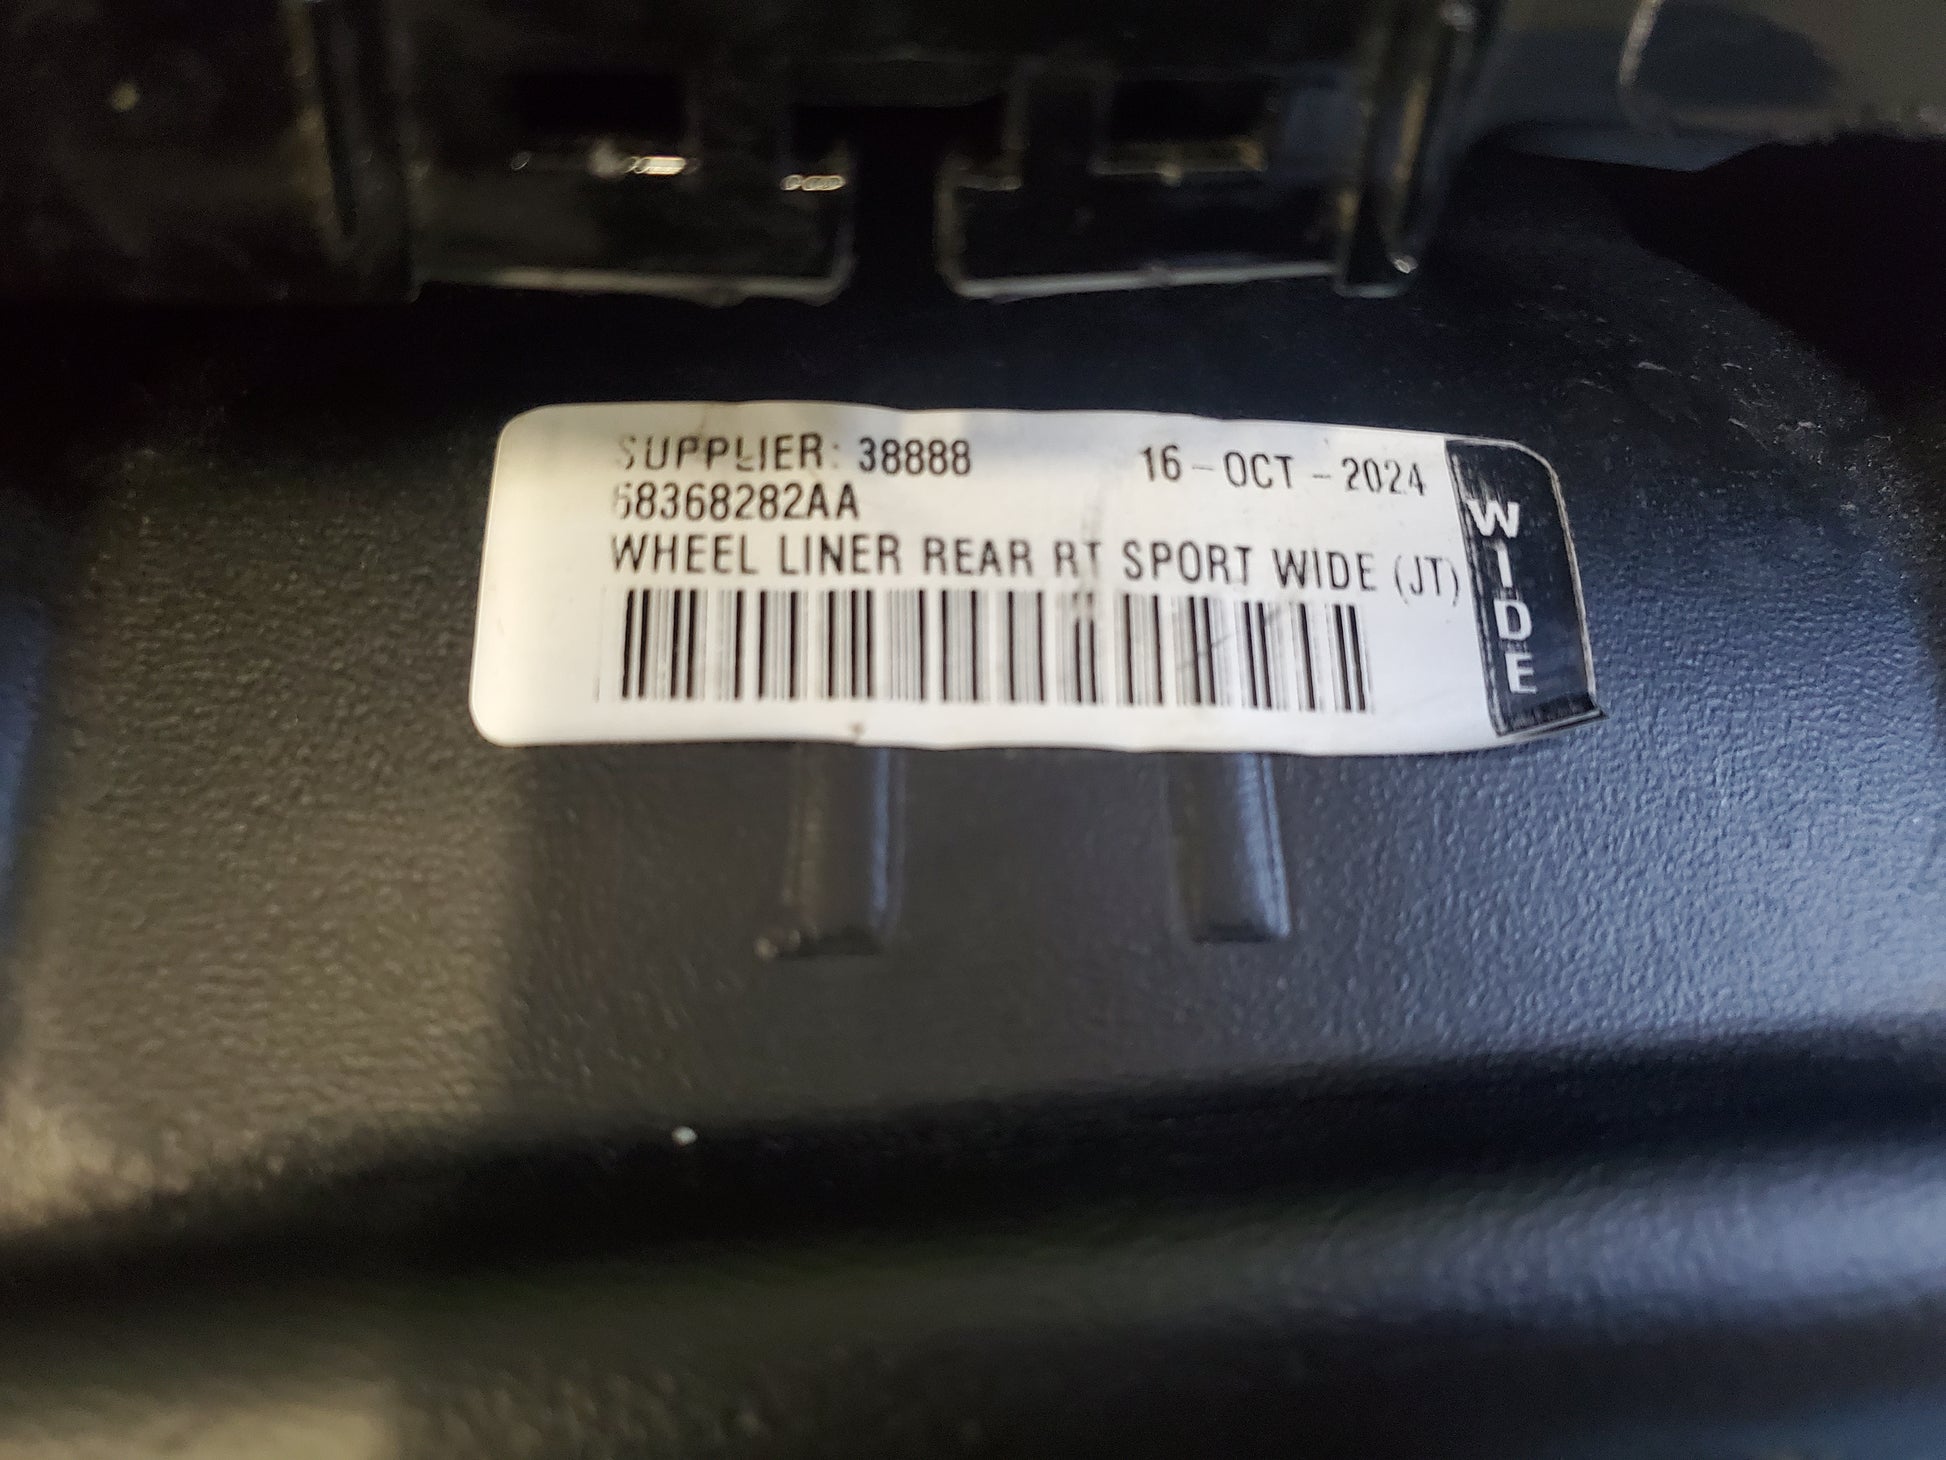 SUPPLIER: 38888 16-OCT-2024
68368282AA
WHEEL LINER REAR RT SPORT WIDE (JT)
WIDE